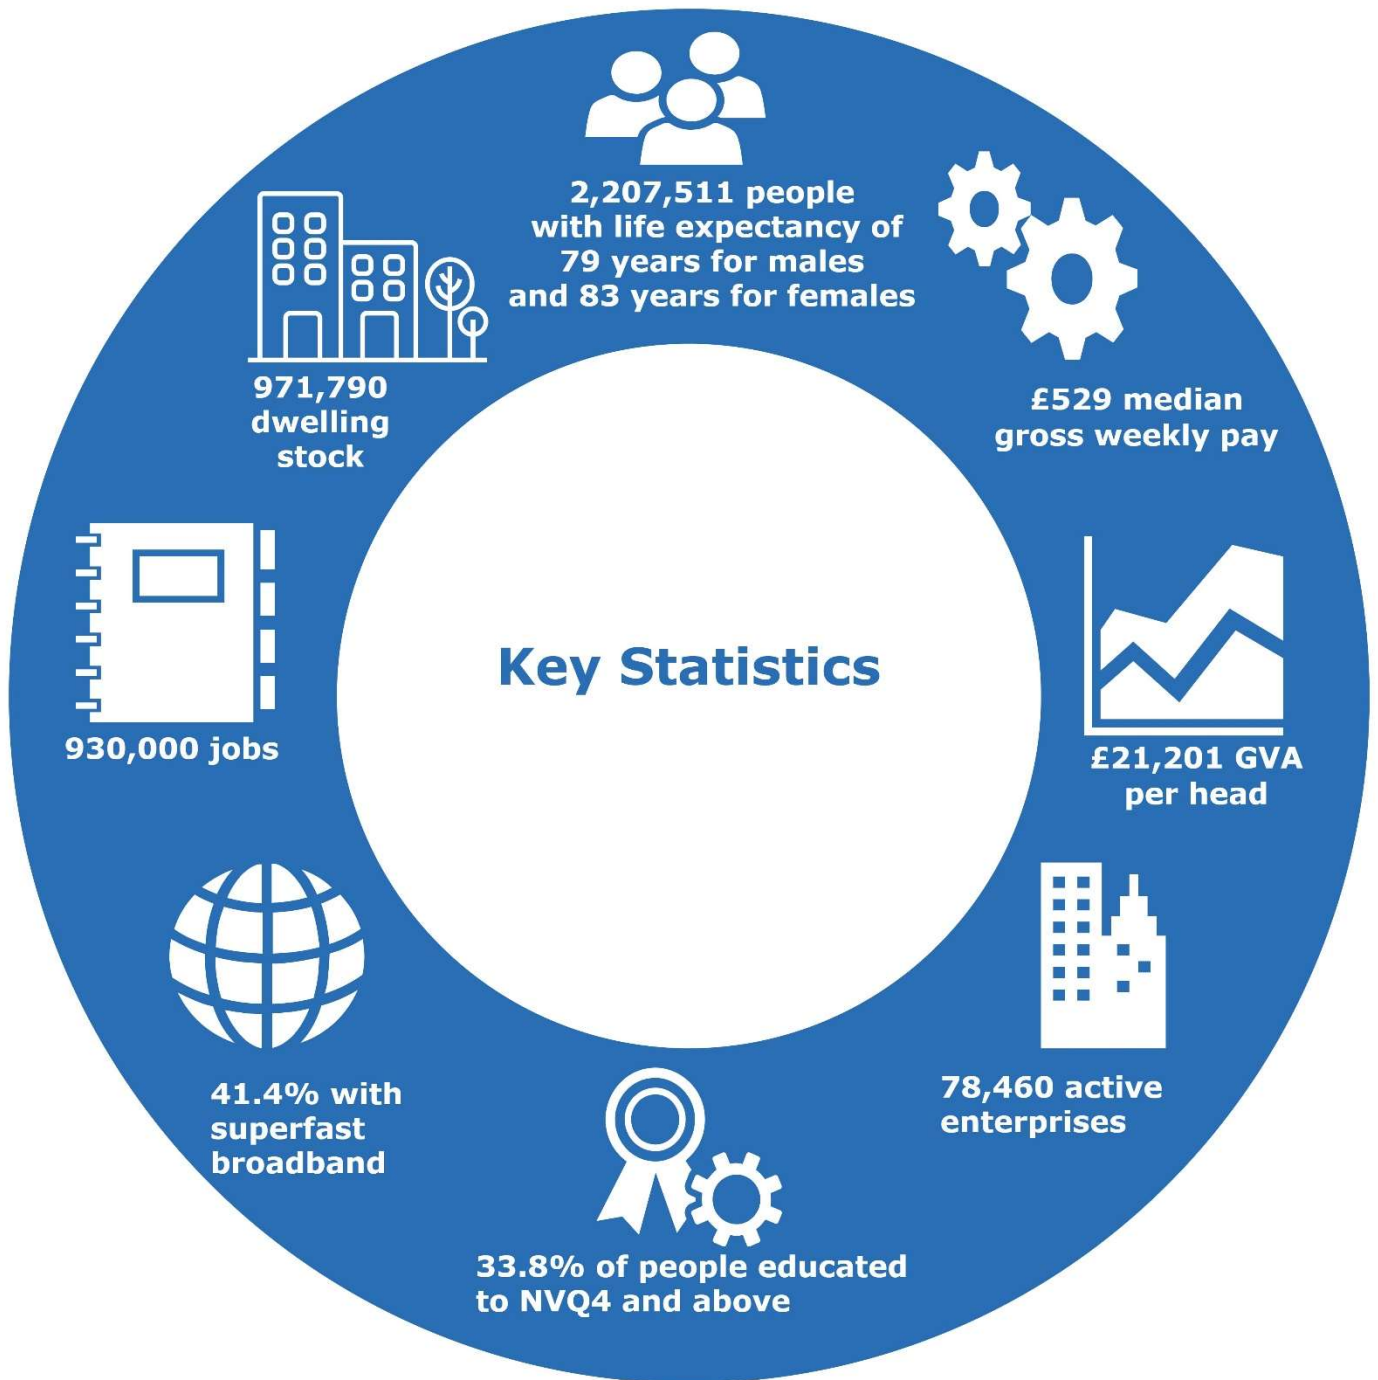 2,207,511 people
with life expectancy of
79 years for males
and 83 years for females
£529 median
gross weekly pay
£21,201 GVA
per head
78,460 active
enterprises
33.8% of people educated
to NVQ4 and above
41.4% with
superfast
broadband
930,000 jobs
971,790
dwelling
stock
Key Statistics